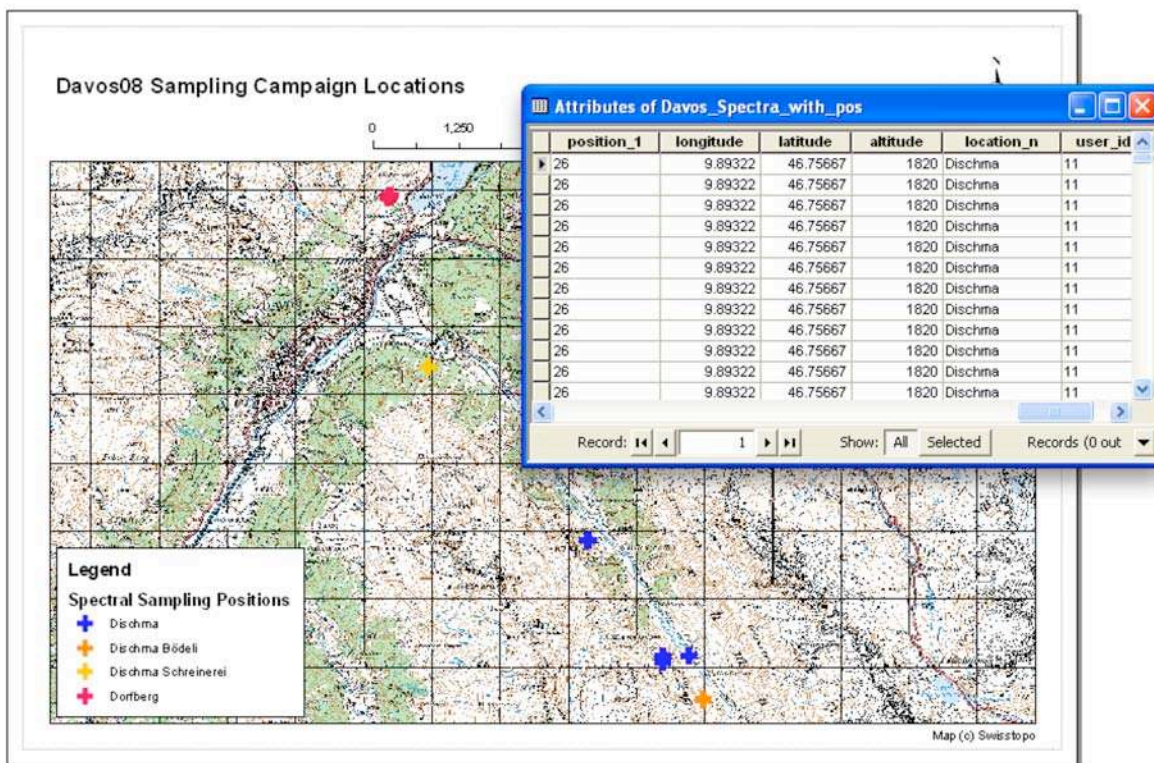 Davos08 Sampling Campaign Locations
0 1,250
Attributes of Davos_Spectra_with_pos
position_1 longitude latitude altitude location_n user_id
26 9.89322 46.75667 1820 Dischma 11
26 9.89322 46.75667 1820 Dischma 11
26 9.89322 46.75667 1820 Dischma 11
26 9.89322 46.75667 1820 Dischma 11
26 9.89322 46.75667 1820 Dischma 11
26 9.89322 46.75667 1820 Dischma 11
26 9.89322 46.75667 1820 Dischma 11
26 9.89322 46.75667 1820 Dischma 11
26 9.89322 46.75667 1820 Dischma 11
26 9.89322 46.75667 1820 Dischma 11
26 9.89322 46.75667 1820 Dischma 11
26 9.89322 46.75667 1820 Dischma 11
Record: 1 Show: All Selected Records (0 out
Legend
Spectral Sampling Positions
Dischma
Dischma Bödeli
Dischma Schreinerei
Dorfberg
Map (c) Swisstopo